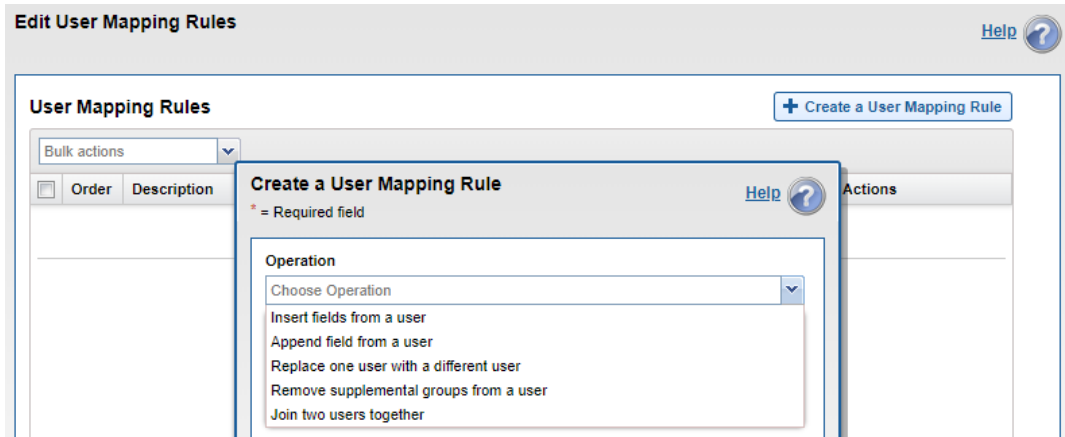 Edit User Mapping Rules
Help
User Mapping Rules
Create a User Mapping Rule
Bulk actions
Order Description
Actions
Create a User Mapping Rule
Help
* = Required field
Operation
Choose Operation
Insert fields from a user
Append field from a user
Replace one user with a different user
Remove supplemental groups from a user
Join two users together